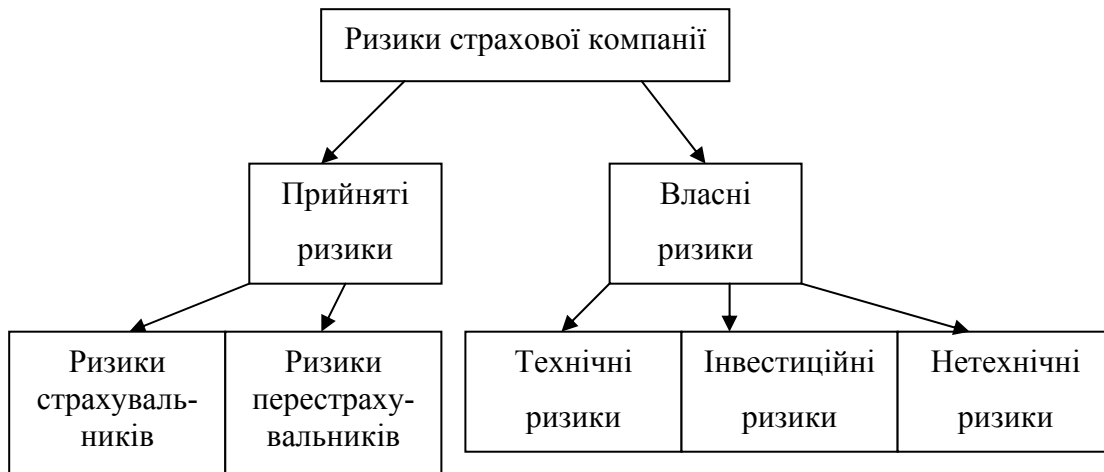 Ризики страхової компанії
Прийняті
ризики
Власні
ризики
Ризики
страхуваль-
ників
Ризики
перестраху-
вальників
Технічні
ризики
Інвестиційні
ризики
Нетехнічні
ризики